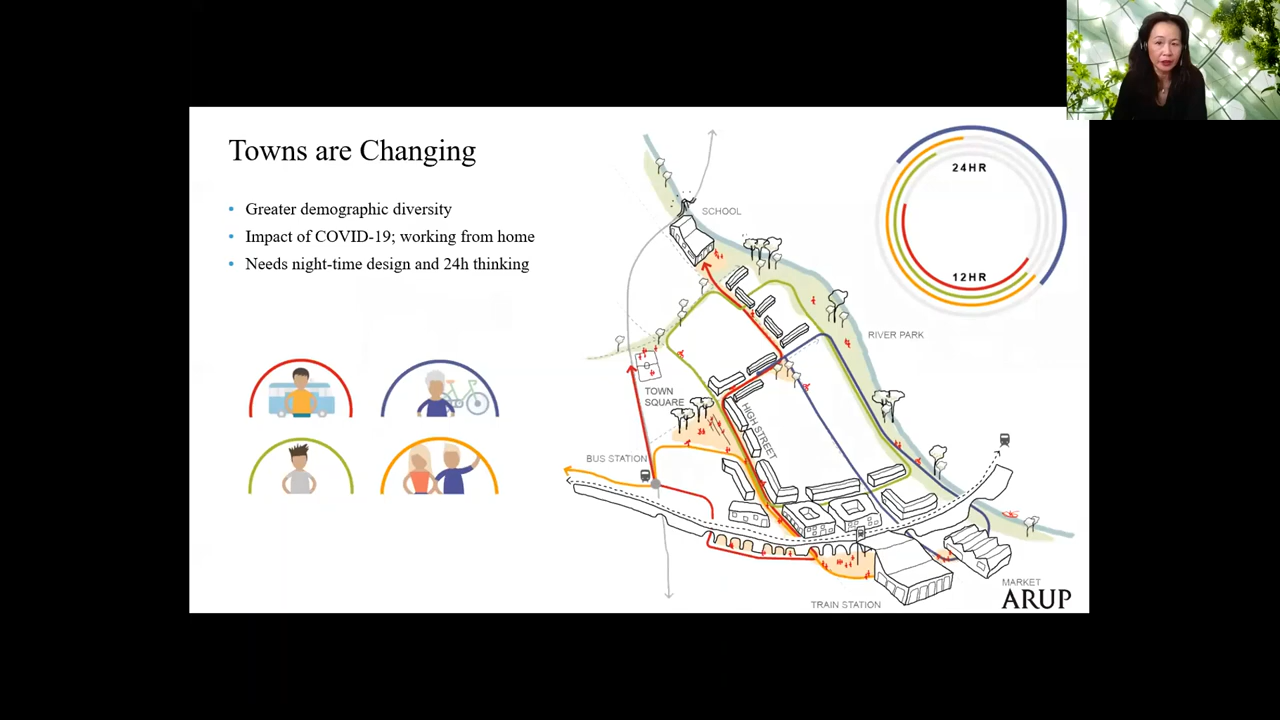 Towns are Changing
• Greater demographic diversity
• Impact of COVID-19; working from home
• Needs night-time design and 24h thinking
24HR
12HR
SCHOOL
RIVER PARK
TOWN
SQUARE
HIGH STREET
BUS STATION
MARKET
TRAIN STATION
ARUP